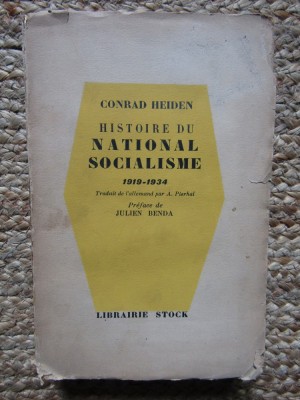 CONRAD HEIDEN
HISTOIRE DU
NATIONAL
SOCIALISME
1919-1934
Traduit de l'allemand par A. Pierhal
Préface de
JULIEN BENDA
LIBRAIRIE STOCK